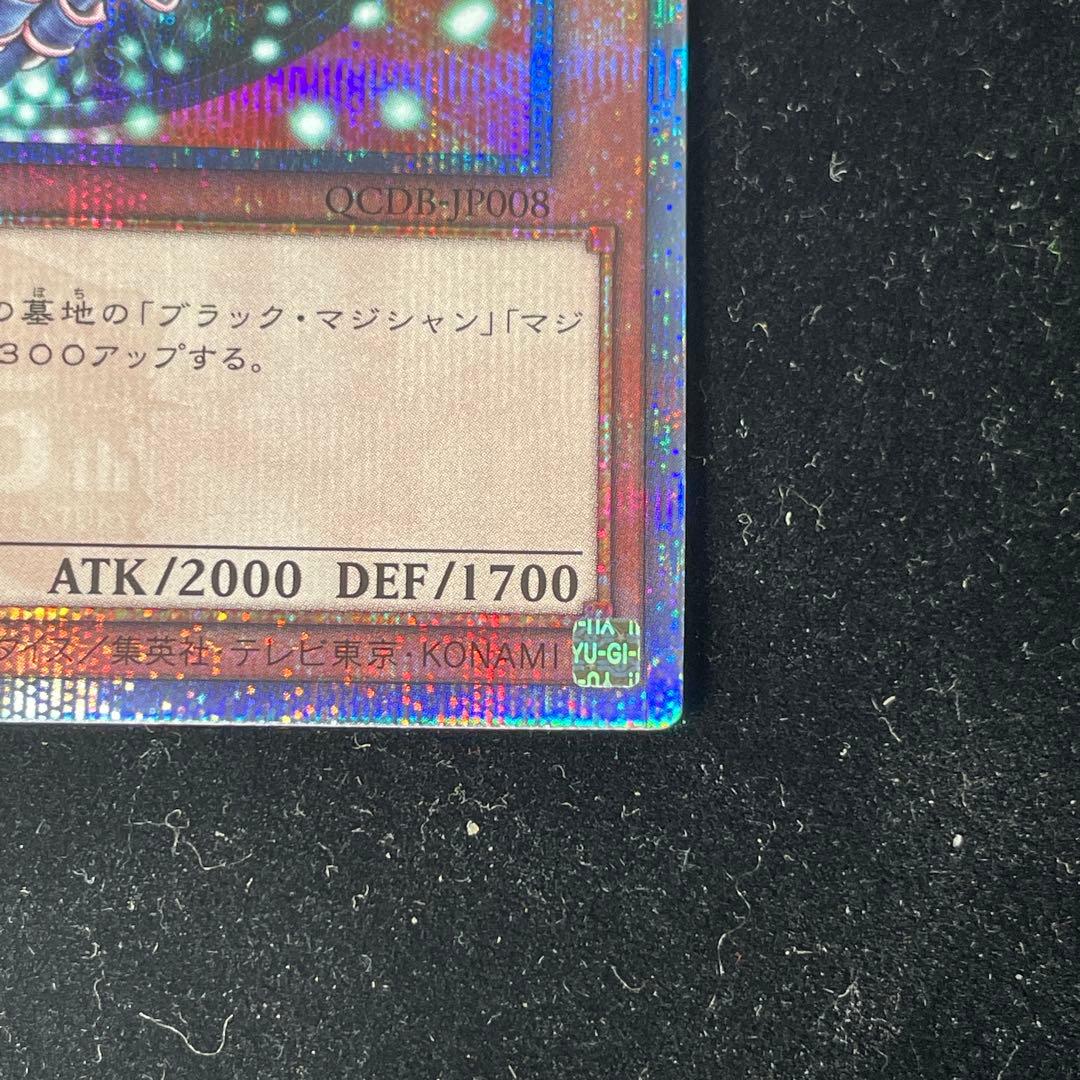 QCDB-JP008
の墓地の「ブラック・マジシャン」「マジ
300アップする。
ATK/2000 DEF/1700
イズ/集英社・テレビ東京・KONAMI
YU-GI-